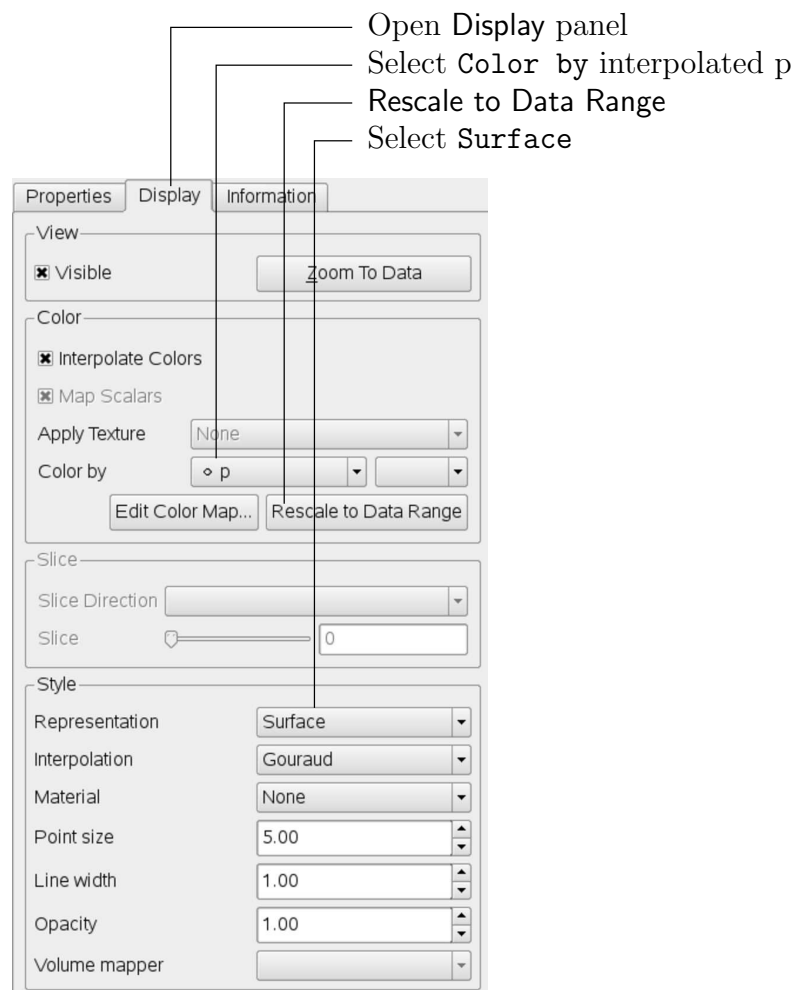 Open Display panel
Select Color by interpolated p
Rescale to Data Range
Select Surface
Properties Display Information
View
Visible Zoom To Data
Color
Interpolate Colors
Map Scalars
Apply Texture None
Color by p
Edit Color Map... Rescale to Data Range
Slice
Slice Direction
Slice 0
Style
Representation Surface
Interpolation Gouraud
Material None
Point size 5.00
Line width 1.00
Opacity 1.00
Volume mapper